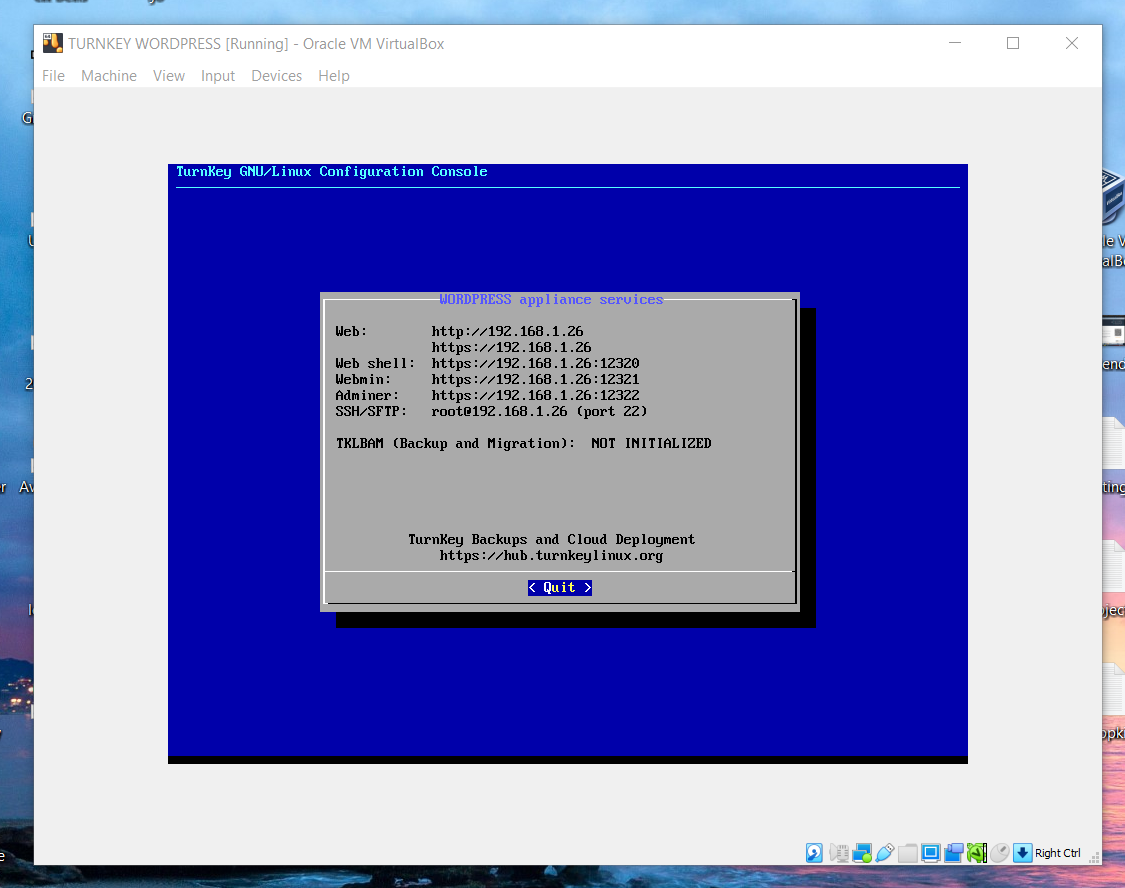 TURNKEY WORDPRESS [Running] - Oracle VM VirtualBox
File Machine View Input Devices Help
TurnKey GNU/Linux Configuration Console
WORDPRESS appliance services
Web: http://192.168.1.26
https://192.168.1.26
Web shell: https://192.168.1.26:12320
Webmin: https://192.168.1.26:12321
Adminer: https://192.168.1.26:12322
SSH/SFTP: root@192.168.1.26 (port 22)
TKLBAM (Backup and Migration): NOT INITIALIZED
TurnKey Backups and Cloud Deployment
https://hub.turnkeylinux.org
< Quit >
Right Ctrl